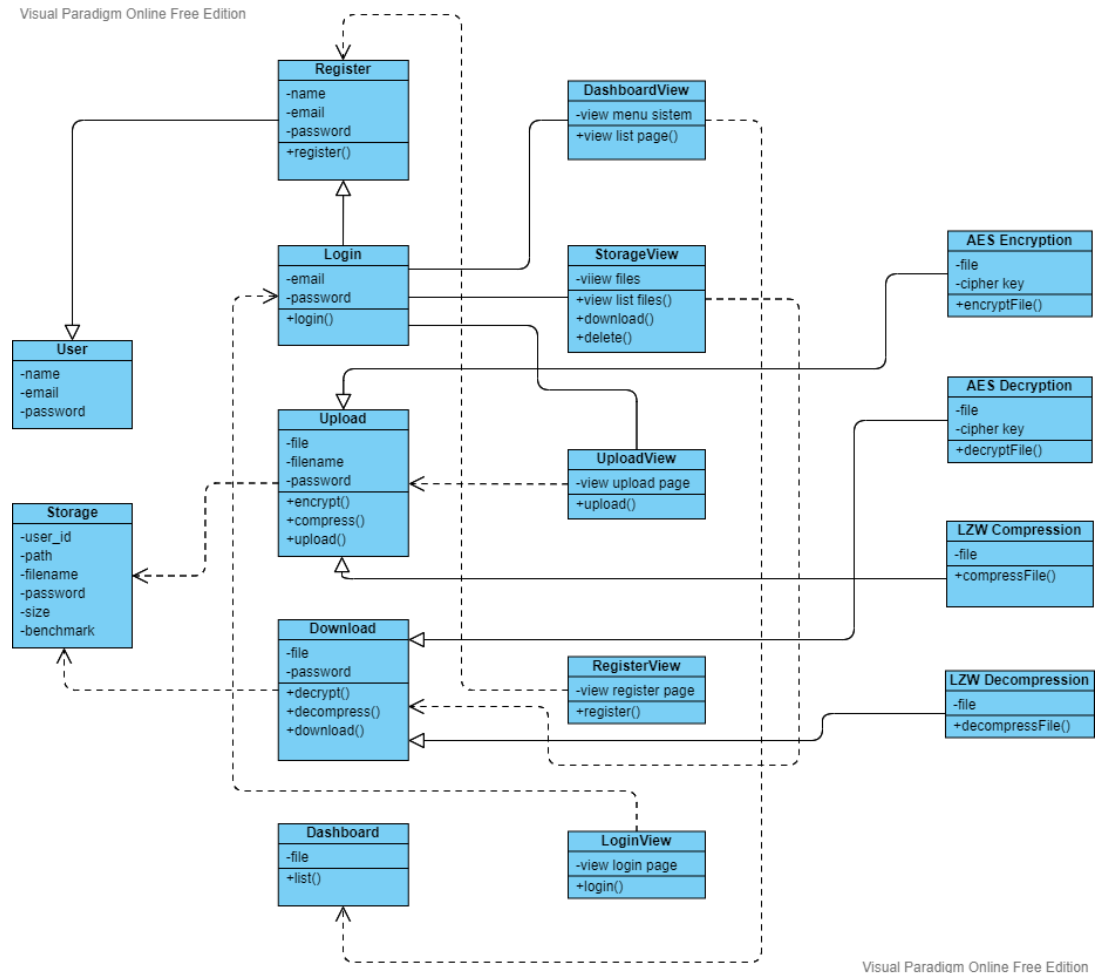 Visual Paradigm Online Free Edition
Register
-name
-email
-password
+register()
DashboardView
-view menu sistem
+view list page()
Login
-email
-password
+login()
StorageView
-viiew files
+view list files()
+download()
+delete()
AES Encryption
-file
-cipher key
+encryptFile()
User
-name
-email
-password
AES Decryption
-file
-cipher key
+decryptFile()
Upload
-file
-filename
-password
+encrypt()
+compress()
+upload()
UploadView
-view upload page
+upload()
Storage
-user_id
-path
-filename
-password
-size
-benchmark
LZW Compression
-file
+compressFile()
Download
-file
-password
+decrypt()
+decompress()
+download()
RegisterView
-view register page
+register()
LZW Decompression
-file
+decompressFile()
Dashboard
-file
+list()
LoginView
-view login page
+login()
Visual Paradigm Online Free Edition